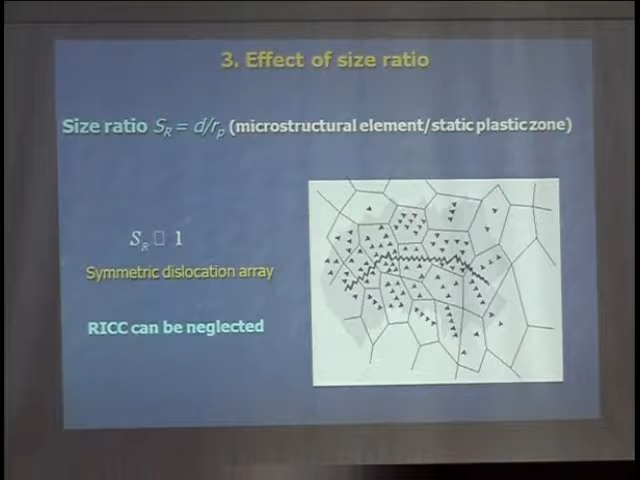 3. Effect of size ratio
Size ratio S_R = d/r_p (microstructural element/static plastic zone)
S_R □ 1
Symmetric dislocation array
RICC can be neglected